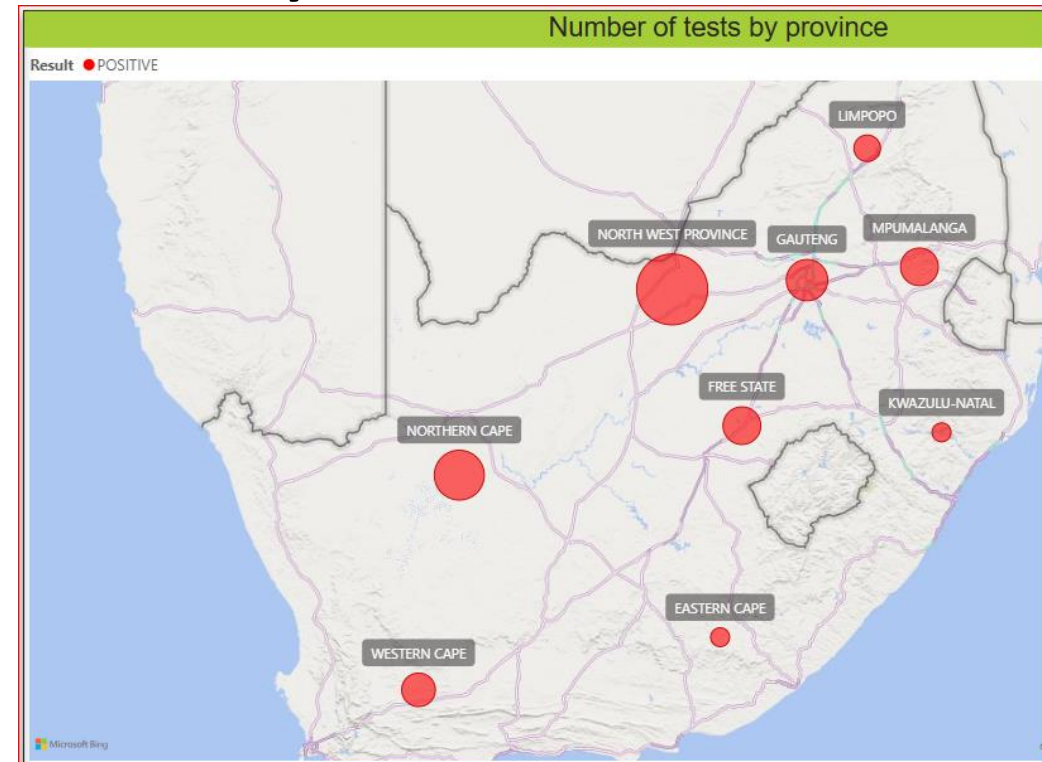 Number of tests by province
Result POSITIVE
LIMPOPO
NORTH WEST PROVINCE
GAUTENG
MPUMALANGA
FREE STATE
KWAZULU-NATAL
NORTHERN CAPE
EASTERN CAPE
WESTERN CAPE
Microsoft Bing